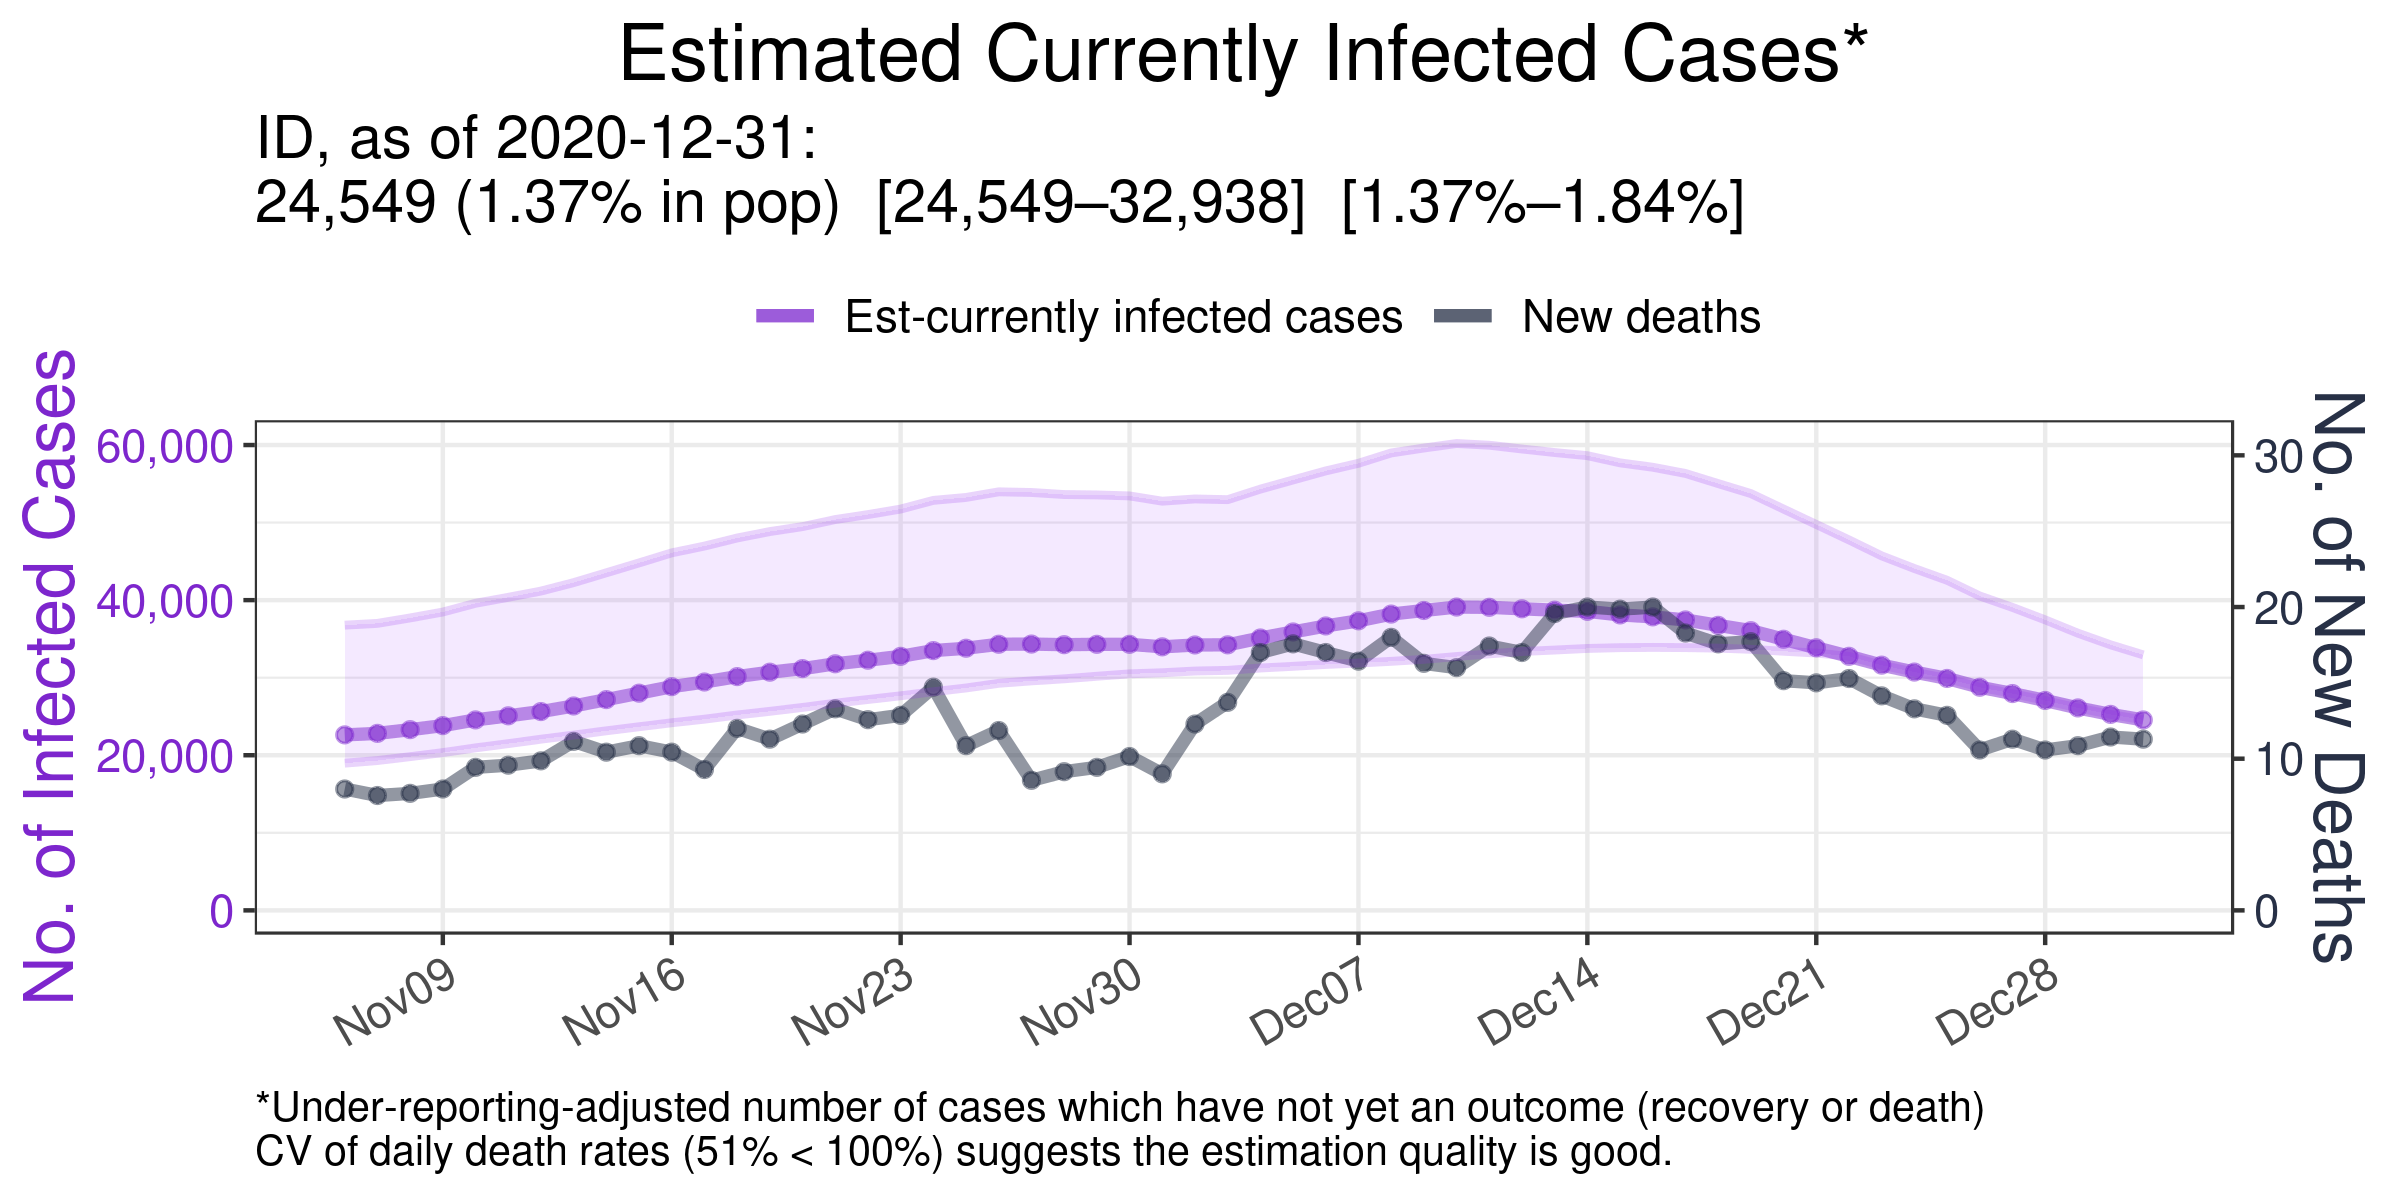 Estimated Currently Infected Cases*
ID, as of 2020-12-31:
24,549 (1.37% in pop)  [24,549–32,938]  [1.37%–1.84%]
Est-currently infected cases
New deaths
No. of Infected Cases
60,000
40,000
20,000
0
No. of New Deaths
30
20
10
0
Nov09
Nov16
Nov23
Nov30
Dec07
Dec14
Dec21
Dec28
*Under-reporting-adjusted number of cases which have not yet an outcome (recovery or death)
CV of daily death rates (51% < 100%) suggests the estimation quality is good.